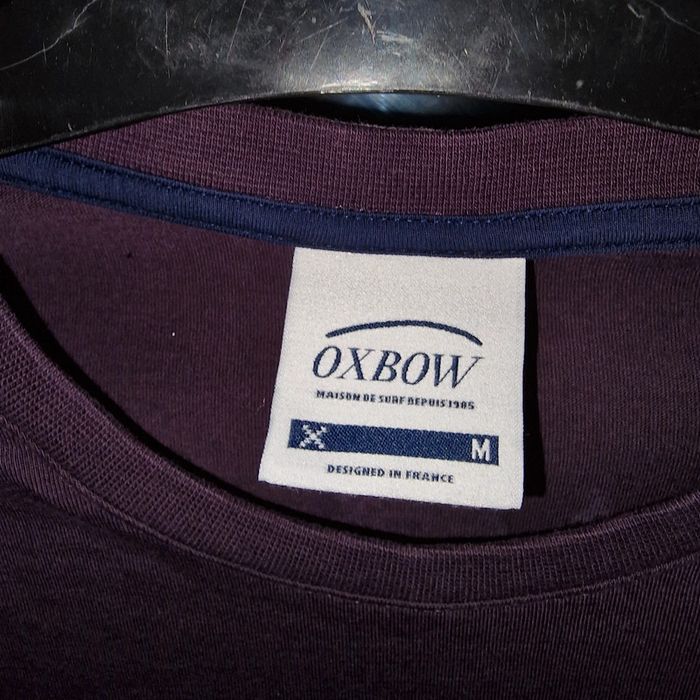 OXBOW
MAISON DE SURF DEPUIS 1985
M
DESIGNED IN FRANCE